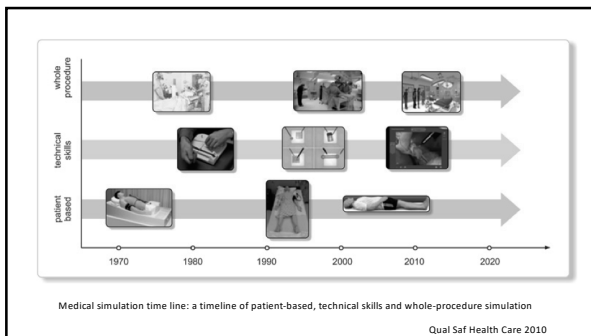 whole
procedure
technical
skills
patient
based
1970 1980 1990 2000 2010 2020
Medical simulation time line: a timeline of patient-based, technical skills and whole-procedure simulation
Qual Saf Health Care 2010